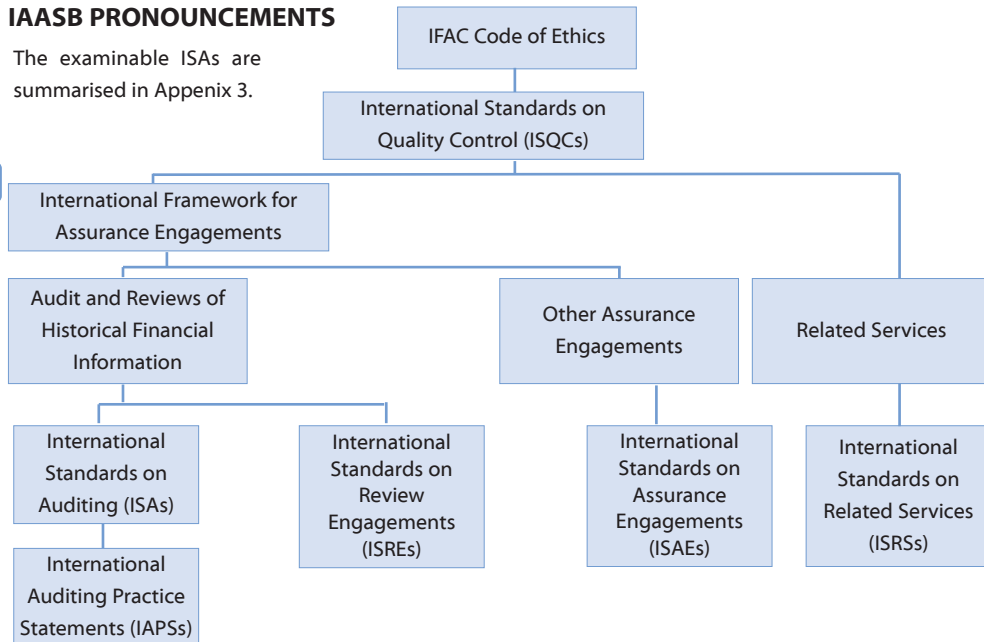 IAASB PRONOUNCEMENTS
The examinable ISAs are
summarised in Appenix 3.
IFAC Code of Ethics
International Standards on
Quality Control (ISQCs)
International Framework for
Assurance Engagements
Audit and Reviews of
Historical Financial
Information
Other Assurance
Engagements
Related Services
International
Standards on
Auditing (ISAs)
International
Standards on
Review
Engagements
(ISREs)
International
Standards on
Assurance
Engagements
(ISAEs)
International
Standards on
Related Services
(ISRSs)
International
Auditing Practice
Statements (IAPSs)